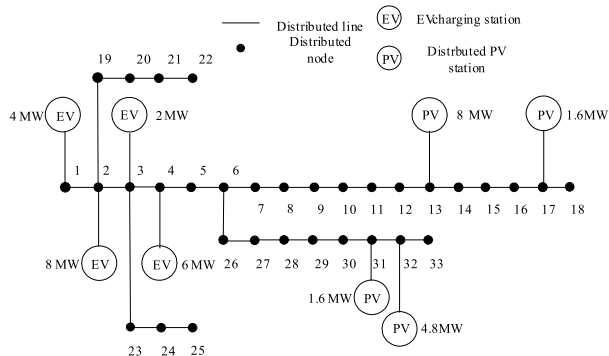 Distributed line
Distributed
node
EV
EVcharging station
PV
Distrbuted PV
station
19 20 21 22
4 MW
EV
EV
2 MW
PV
8 MW
PV
1.6MW
1 2 3 4 5 6
7 8 9 10 11 12 13 14 15 16 17 18
8 MW
EV
EV
6 MW
26 27 28 29 30 31 32 33
1.6 MW
PV
PV
4.8MW
23 24 25